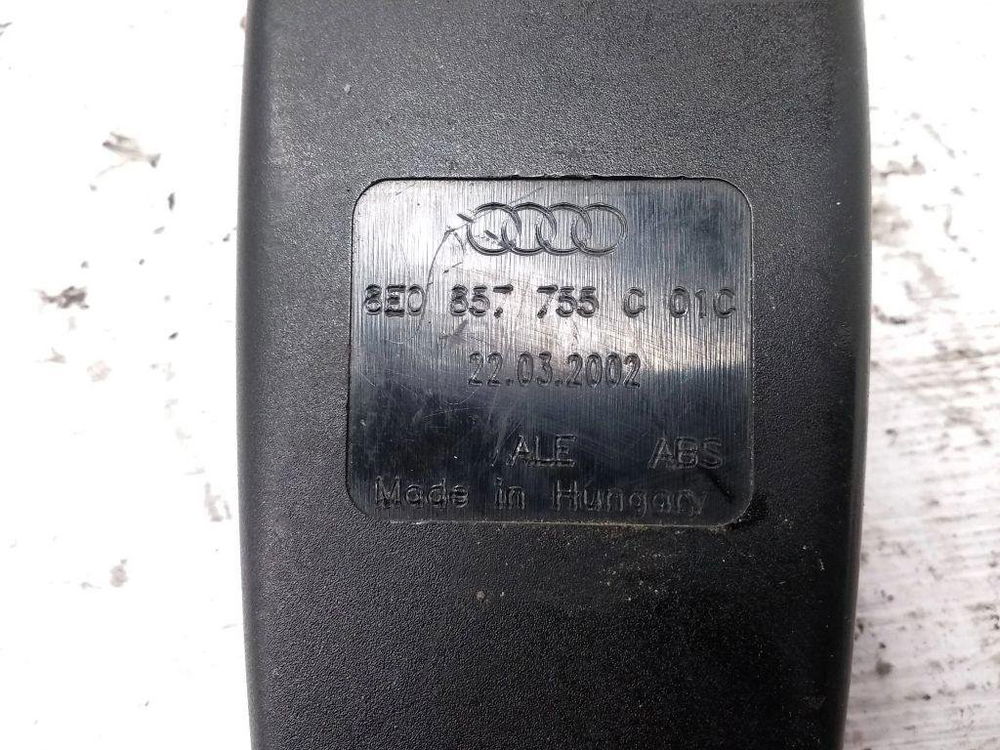 8E0 857 755 C 01C
22.03.2002
ALE ABS
Made in Hungary